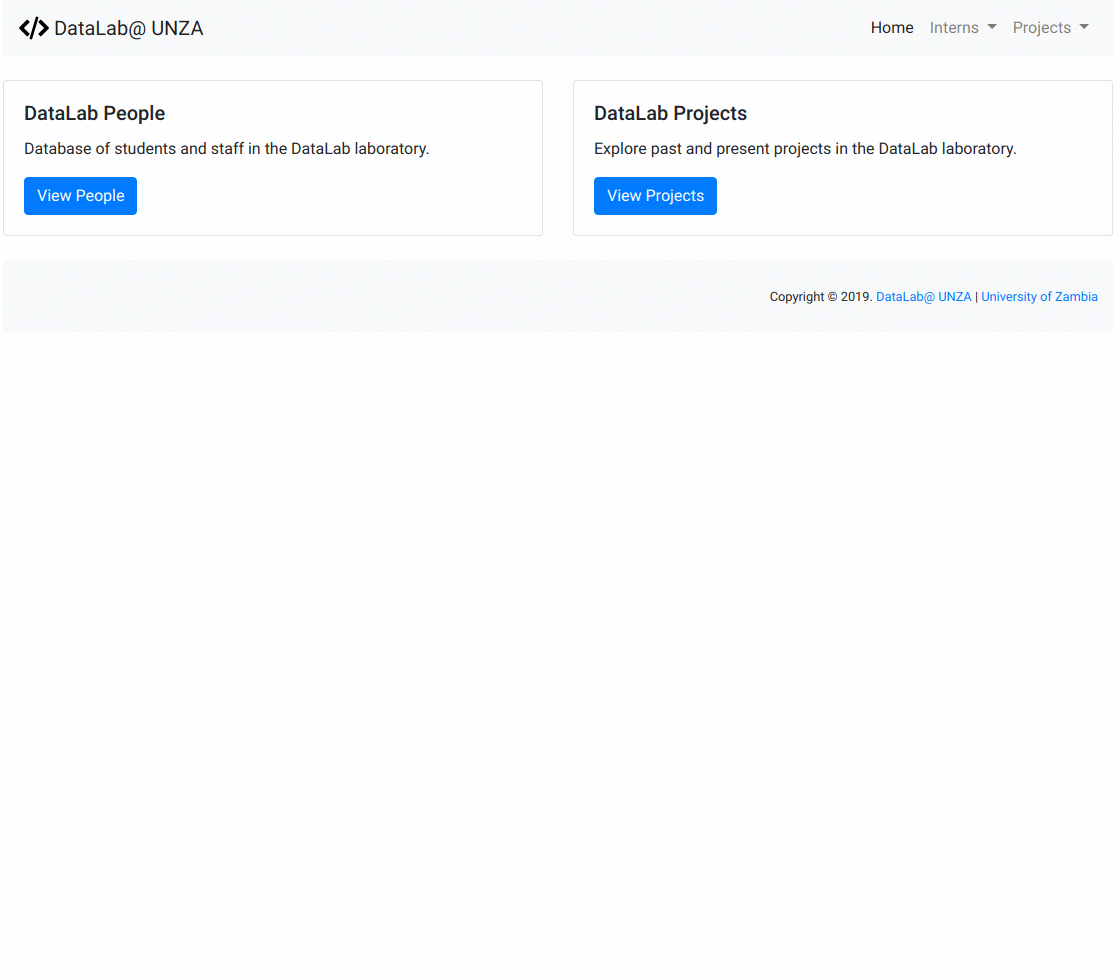 </> DataLab@ UNZA Home Interns Projects
DataLab People
Database of students and staff in the DataLab laboratory.
View People
DataLab Projects
Explore past and present projects in the DataLab laboratory.
View Projects
Copyright © 2019. DataLab@ UNZA | University of Zambia